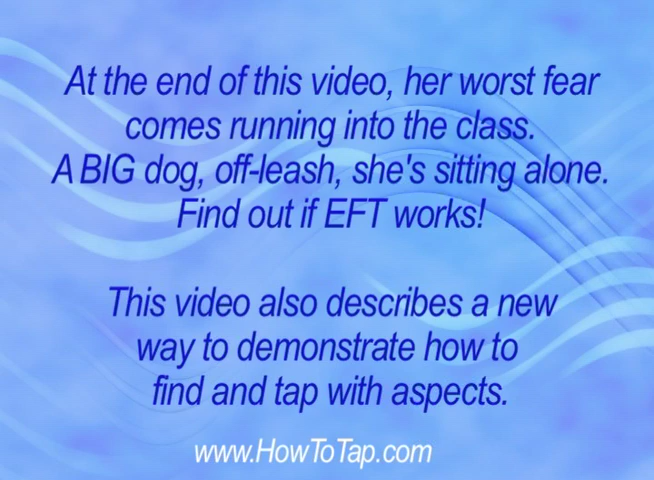 At the end of this video, her worst fear
comes running into the class.
A BIG dog, off-leash, she's sitting alone.
Find out if EFT works!
This video also describes a new
way to demonstrate how to
find and tap with aspects.
www.HowToTap.com